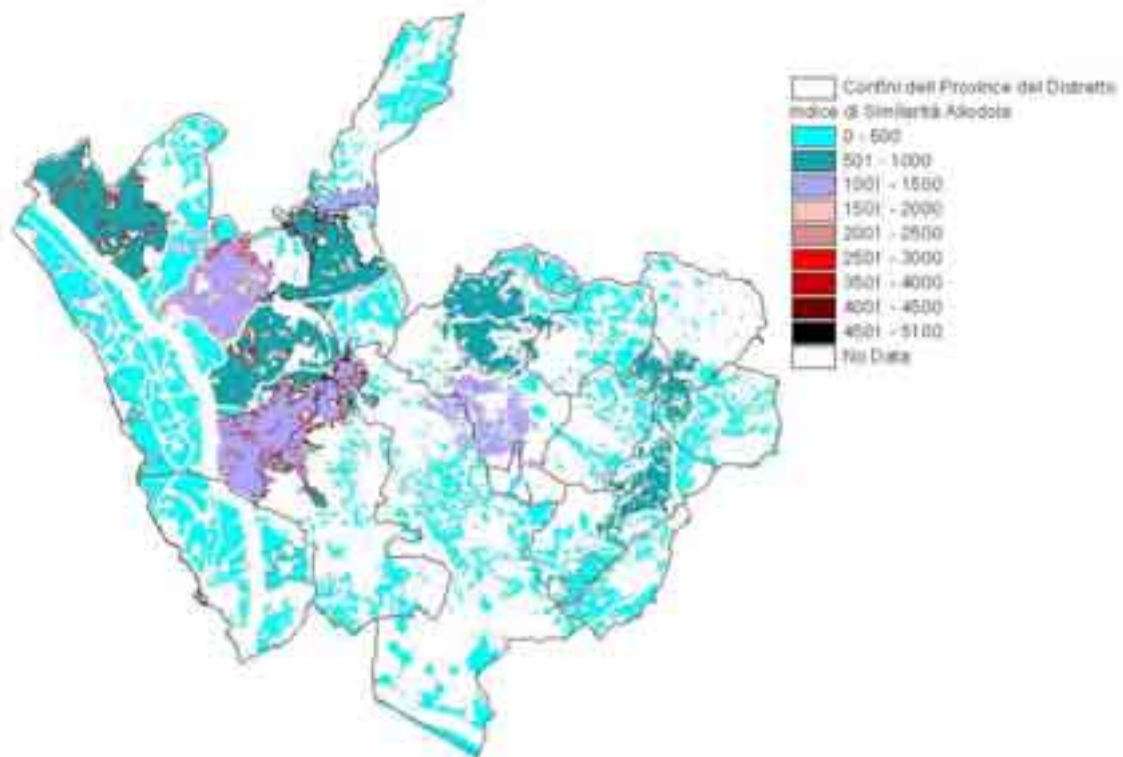 Confini dell Province del Distretto
Indice di Similarità Allodola
0 - 500
501 - 1000
1001 - 1500
1501 - 2000
2001 - 2500
2501 - 3000
3501 - 4000
4001 - 4500
4501 - 5100
No Data